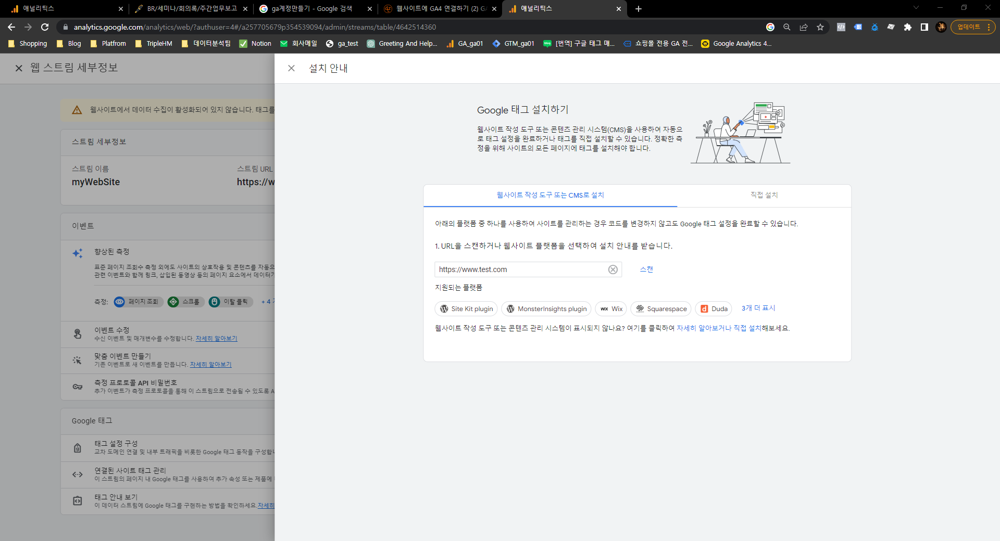 애널리틱스
BR/세미나/회의록/주간업무보고
ga계정만들기 - Google 검색
웹사이트에 GA4 연결하기 (2) G
애널리틱스
analytics.google.com/analytics/web/?authuser=4#/a257705679p354539094/admin/streams/table/4642514360
업데이트
Shopping
Blog
Platfrom
TripleHM
데이터분석팀
Notion
회사메일
ga_test
Greeting And Help...
GA_ga01
GTM_ga01
[번역] 구글 태그 매...
쇼핑몰 전용 GA 전...
Google Analytics 4...
웹 스트림 세부정보
웹사이트에서 데이터 수집이 활성화되어 있지 않습니다. 태그를
스트림 세부정보
스트림 이름
myWebSite
스트림 URL
https://w
이벤트
향상된 측정
표준 페이지 조회수 측정 외에도 사이트의 상호작용 및 콘텐츠를 자동으
관련 이벤트와 함께 링크, 삽입된 동영상 등의 페이지 요소에서 데이터가
측정:
페이지 조회
스크롤
이탈 클릭
+ 4
이벤트 수정
수신 이벤트 및 매개변수를 수정합니다. 자세히 알아보기
맞춤 이벤트 만들기
기존 이벤트로 새 이벤트를 만듭니다. 자세히 알아보기
측정 프로토콜 API 비밀번호
추가 이벤트가 측정 프로토콜을 통해 이 스트림으로 전송될 수 있도록 A
Google 태그
태그 설정 구성
교차 도메인 연결 및 내부 트래픽을 비롯한 Google 태그 동작을 구성합니
연결된 사이트 태그 관리
이 스트림의 페이지 내 Google 태그를 사용하여 추가 속성 또는 제품에
태그 안내 보기
이 데이터 스트림에 Google 태그를 구현하는 방법을 확인하세요.자세히
설치 안내
Google 태그 설치하기
웹사이트 작성 도구 또는 콘텐츠 관리 시스템(CMS)을 사용하여 자동으
로 태그 설정을 완료하거나 태그를 직접 설치할 수 있습니다. 정확한 측
정을 위해 사이트의 모든 페이지에 태그를 설치해야 합니다.
웹사이트 작성 도구 또는 CMS로 설치
직접 설치
아래의 플랫폼 중 하나를 사용하여 사이트를 관리하는 경우 코드를 변경하지 않고도 Google 태그 설정을 완료할 수 있습니다.
1. URL을 스캔하거나 웹사이트 플랫폼을 선택하여 설치 안내를 받습니다.
https://www.test.com
스캔
지원되는 플랫폼
Site Kit plugin
MonsterInsights plugin
WIX Wix
Squarespace
d Duda
3개 더 표시
웹사이트 작성 도구 또는 콘텐츠 관리 시스템이 표시되지 않나요? 여기를 클릭하여 자세히 알아보거나 직접 설치해보세요.